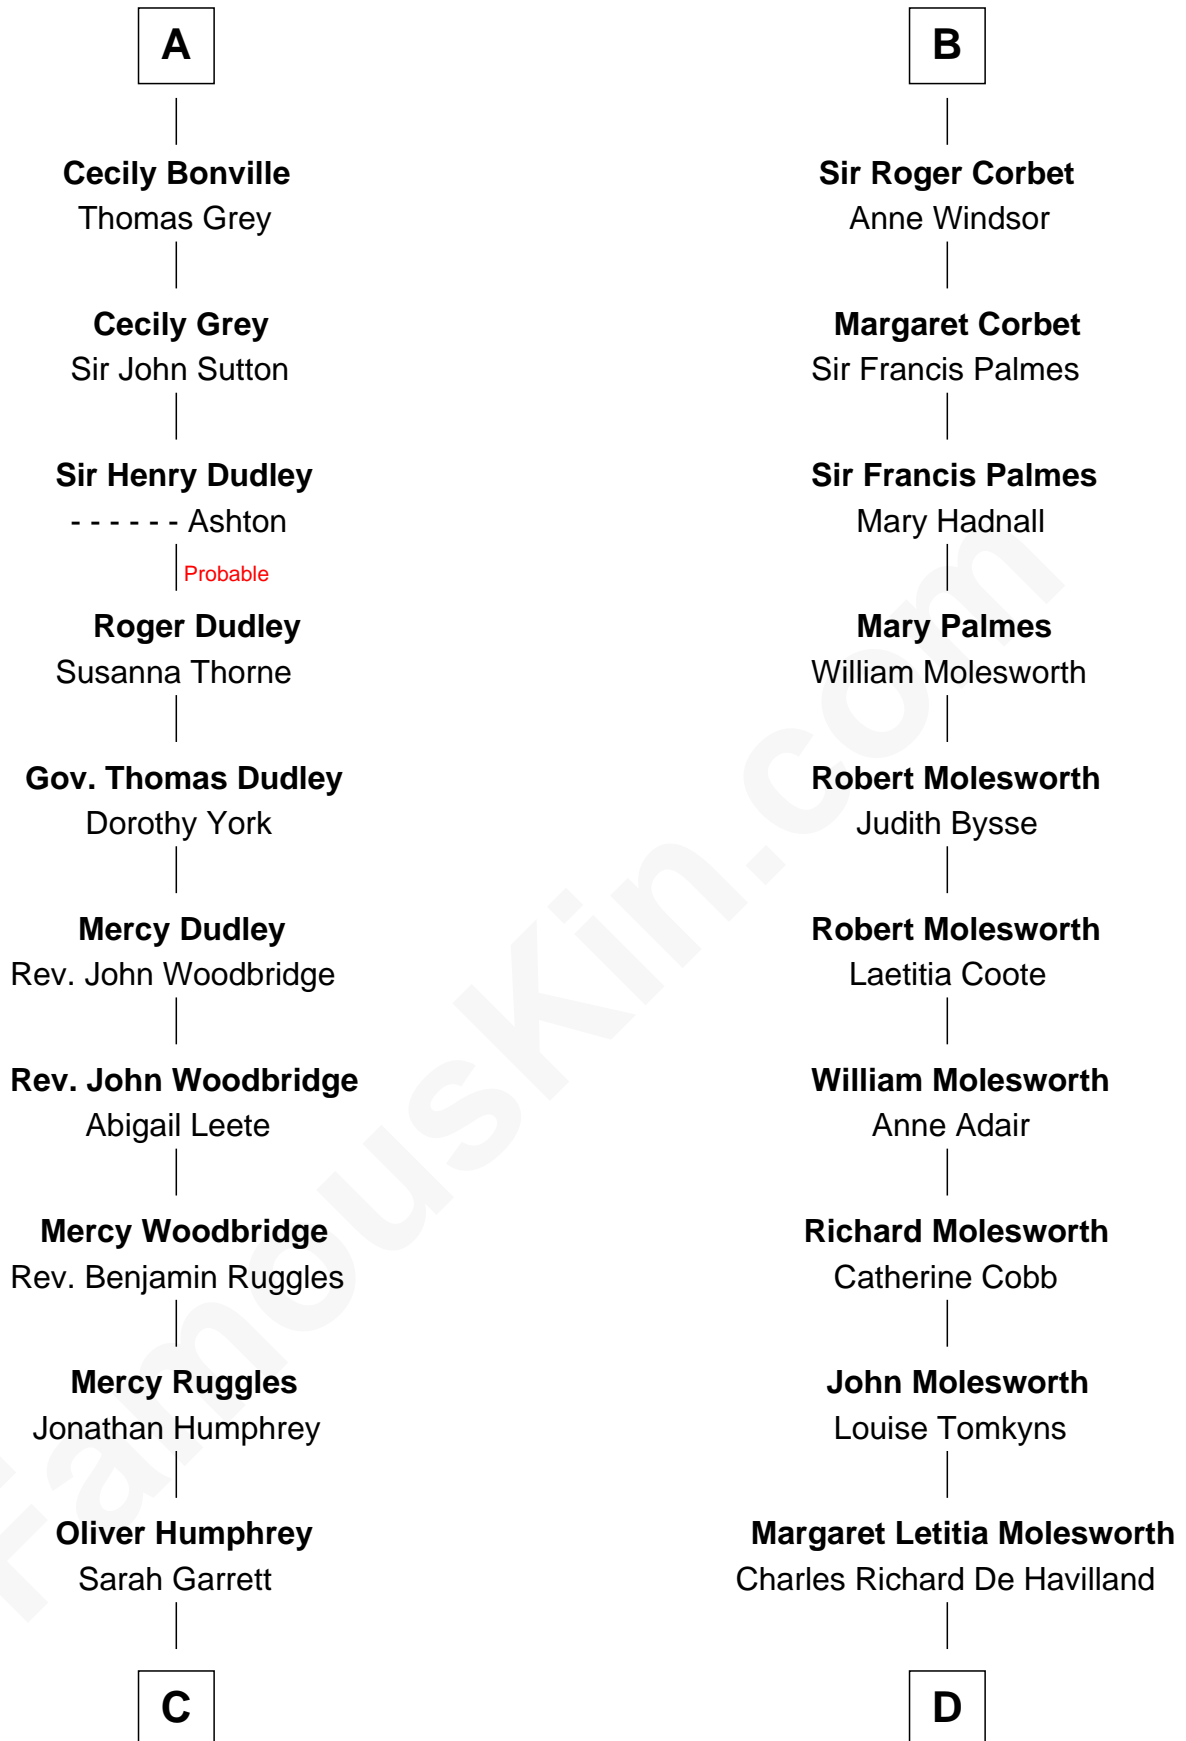 A
Cecily Bonville
Thomas Grey
Cecily Grey
Sir John Sutton
Sir Henry Dudley
- - - - - - Ashton
Probable
Roger Dudley
Susanna Thorne
Gov. Thomas Dudley
Dorothy York
Mercy Dudley
Rev. John Woodbridge
Rev. John Woodbridge
Abigail Leete
Mercy Woodbridge
Rev. Benjamin Ruggles
Mercy Ruggles
Jonathan Humphrey
Oliver Humphrey
Sarah Garrett
C
B
Sir Roger Corbet
Anne Windsor
Margaret Corbet
Sir Francis Palmes
Sir Francis Palmes
Mary Hadnall
Mary Palmes
William Molesworth
Robert Molesworth
Judith Bysse
Robert Molesworth
Laetitia Coote
William Molesworth
Anne Adair
Richard Molesworth
Catherine Cobb
John Molesworth
Louise Tomkyns
Margaret Letitia Molesworth
Charles Richard De Havilland
D
FamousKin.com